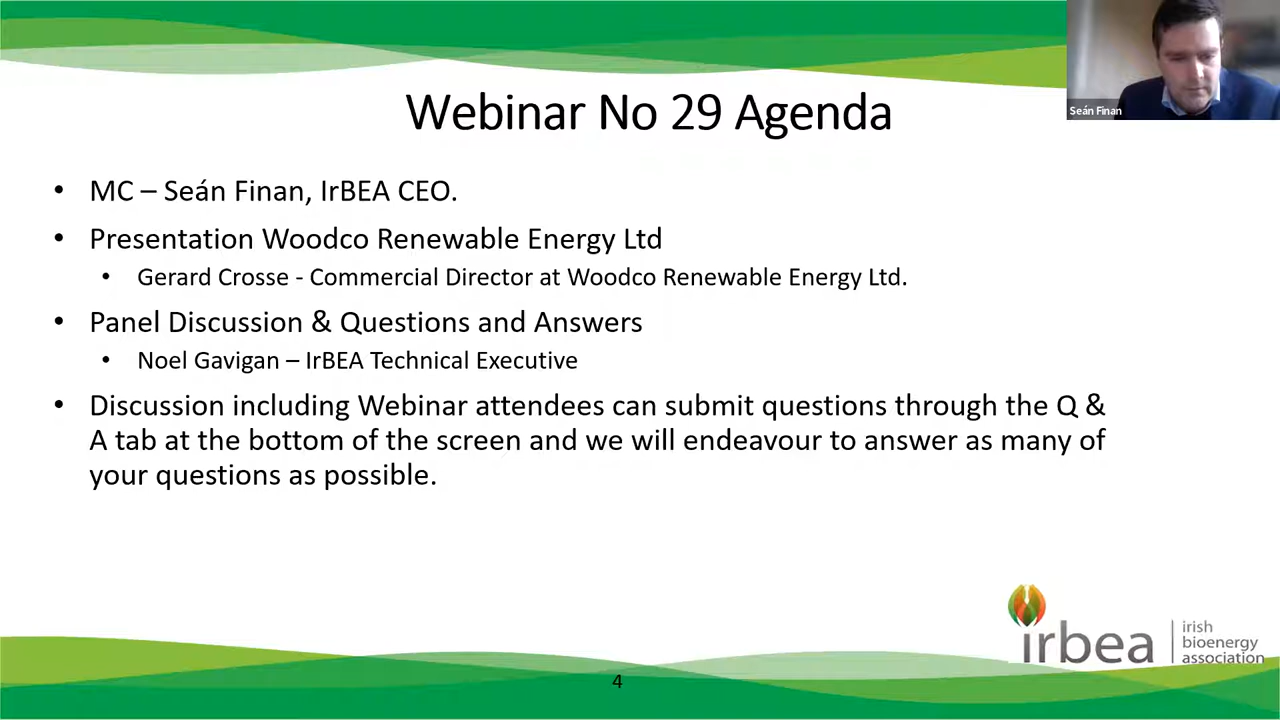 Seán Finan
Webinar No 29 Agenda
• MC – Seán Finan, IrBEA CEO.
• Presentation Woodco Renewable Energy Ltd
• Gerard Crosse - Commercial Director at Woodco Renewable Energy Ltd.
• Panel Discussion & Questions and Answers
• Noel Gavigan – IrBEA Technical Executive
• Discussion including Webinar attendees can submit questions through the Q &
A tab at the bottom of the screen and we will endeavour to answer as many of
your questions as possible.
irbea
irish
bioenergy
association
4